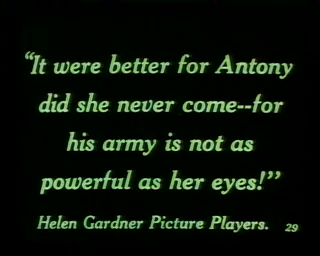 “It were better for Antony
did she never come--for
his army is not as
powerful as her eyes!”
Helen Gardner Picture Players. 29